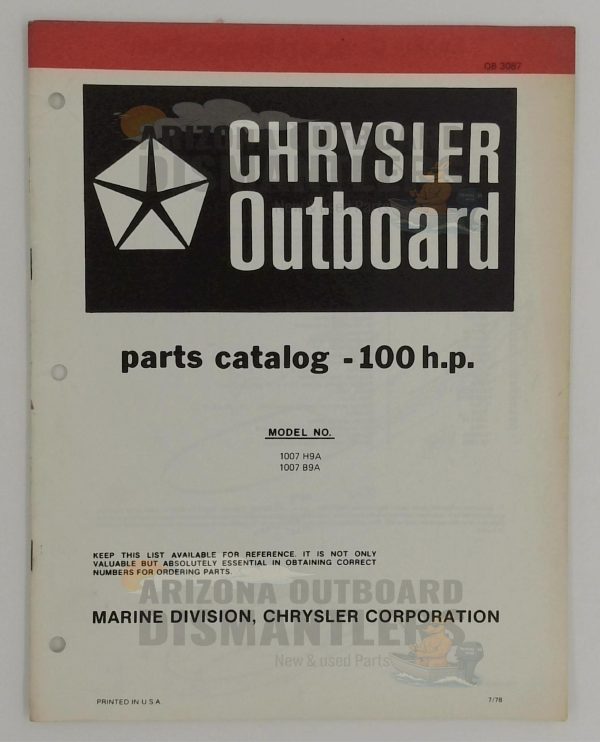 OB 3087
CHRYSLER
Outboard
parts catalog - 100 h.p.
MODEL NO.
1007 H9A
1007 B9A
KEEP THIS LIST AVAILABLE FOR REFERENCE. IT IS NOT ONLY
VALUABLE BUT ABSOLUTELY ESSENTIAL IN OBTAINING CORRECT
NUMBERS FOR ORDERING PARTS.
ARIZONA OUTBOARD
MARINE DIVISION, CHRYSLER CORPORATION
DISMANTLERS
New & used Parts
PRINTED IN U.S.A.
7/78